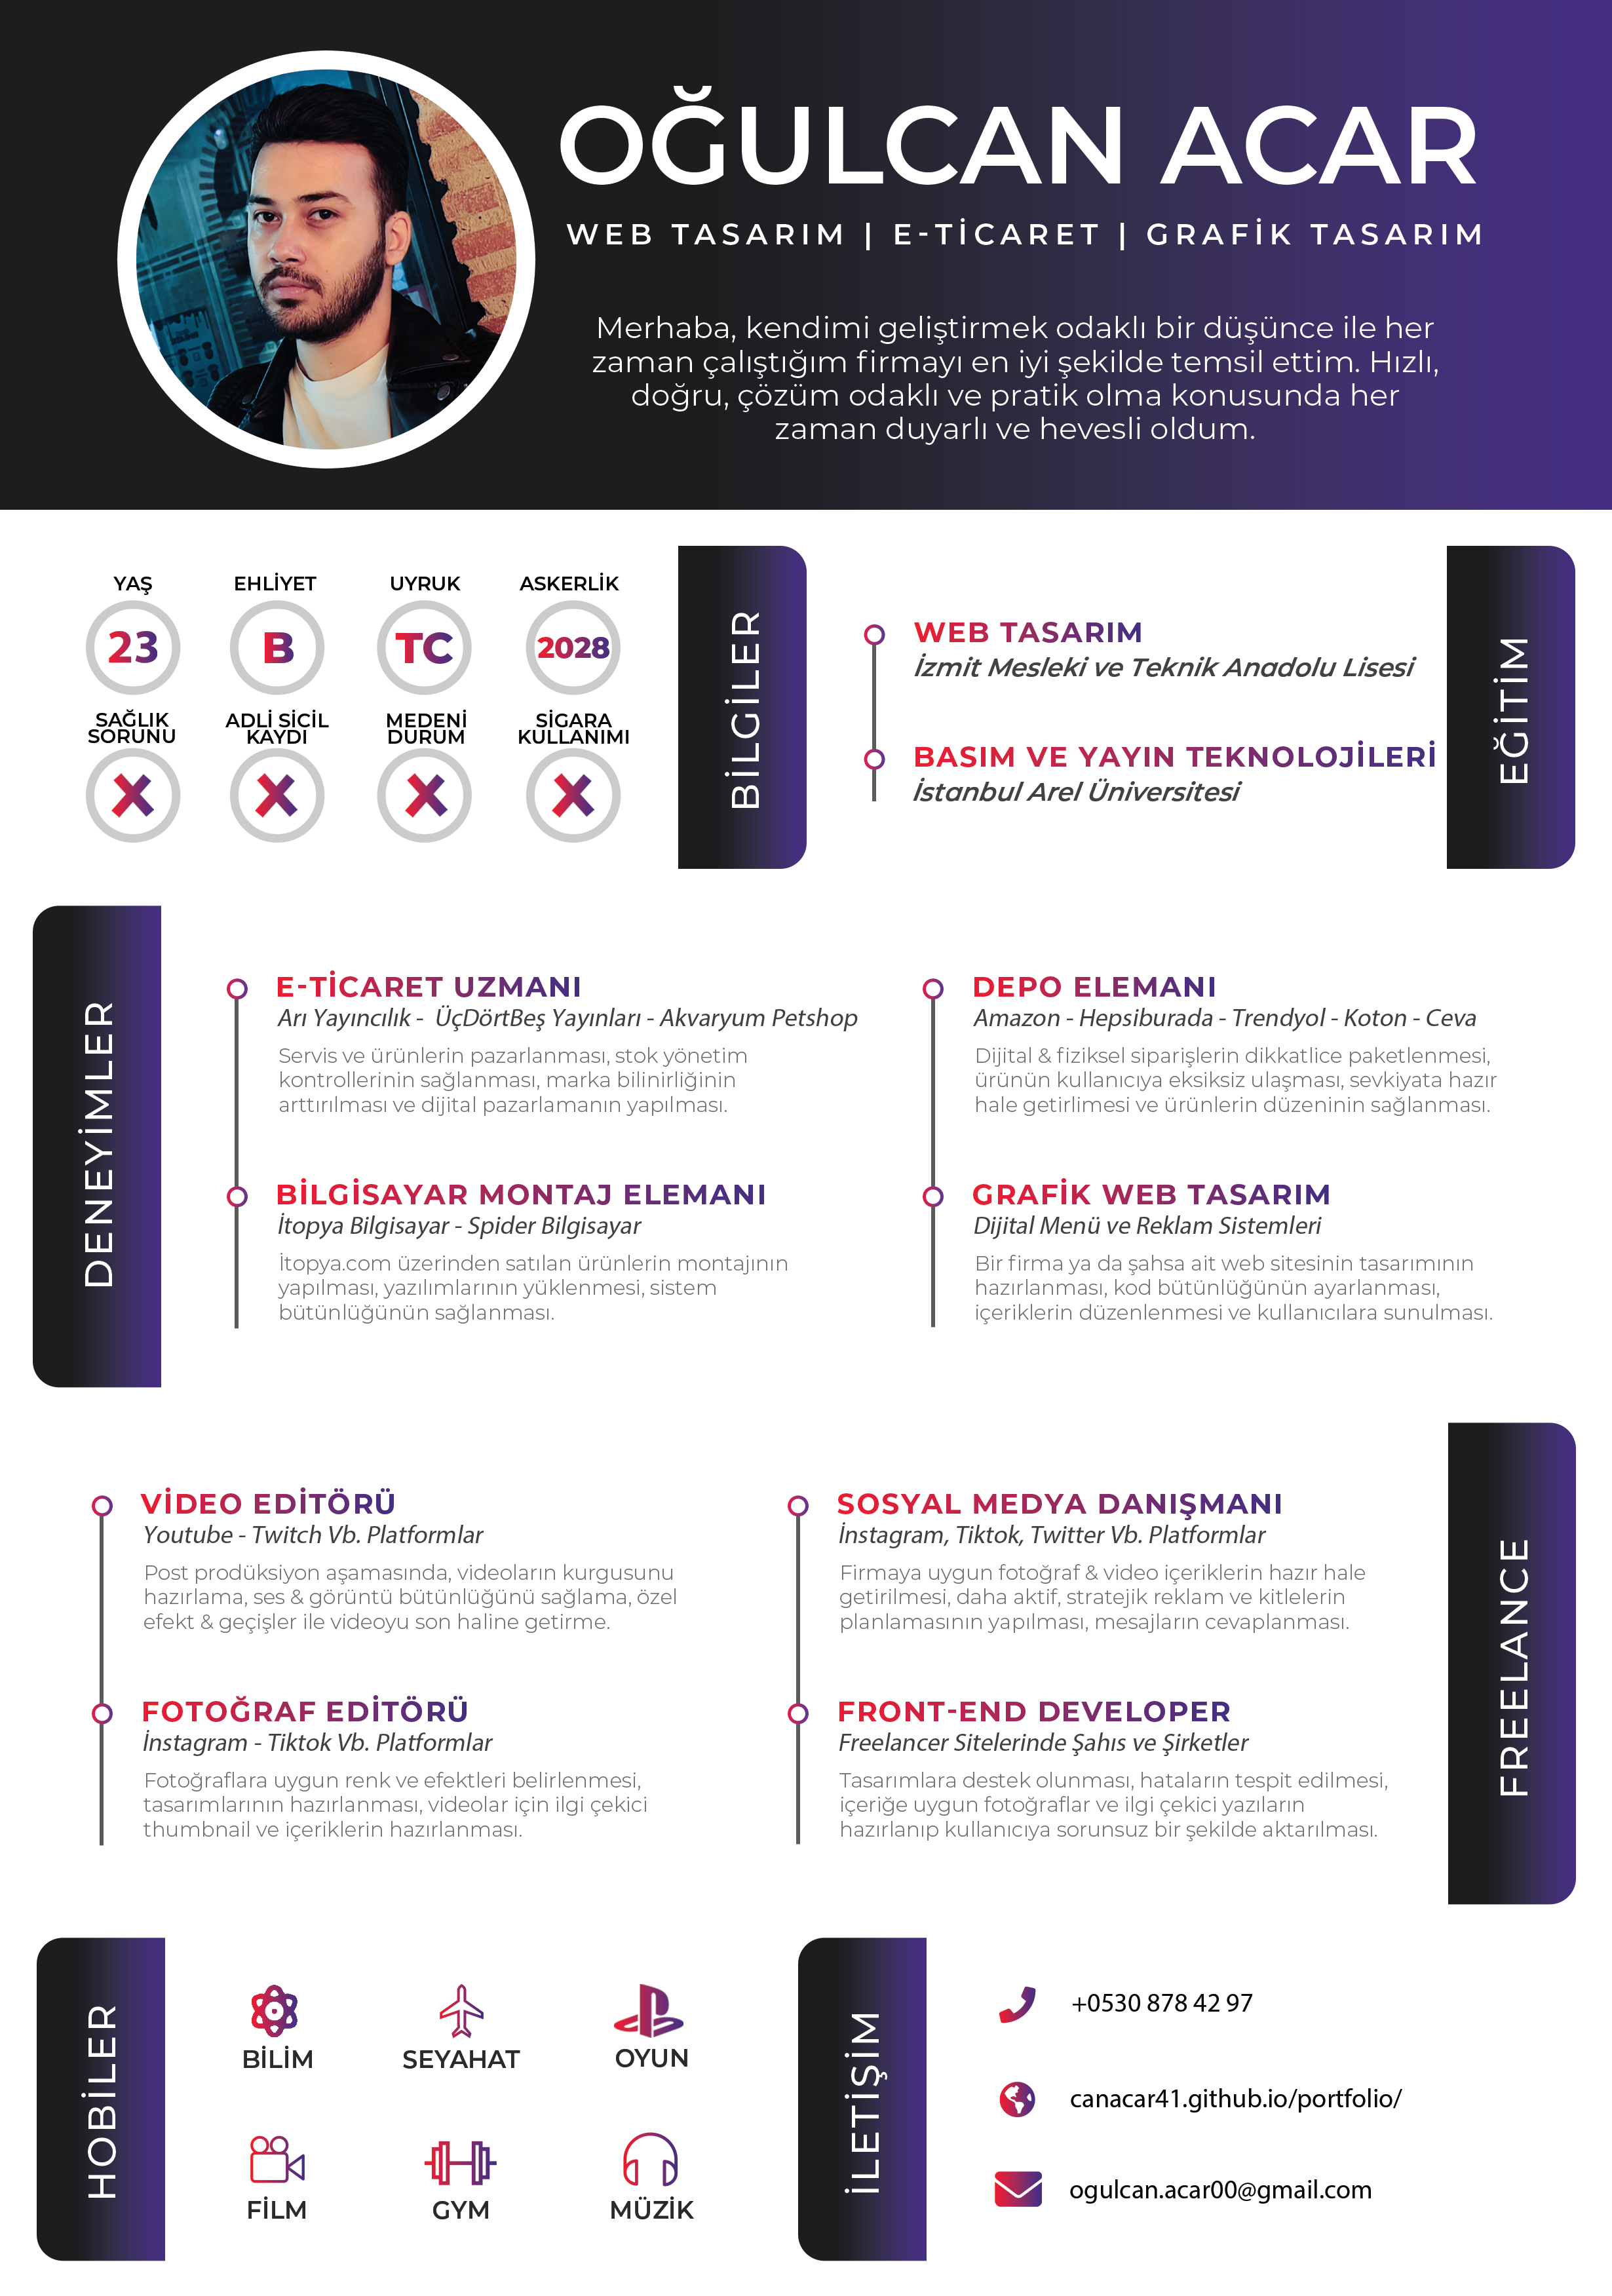 OĞULCAN ACAR
WEB TASARIM | E-TİCARET | GRAFİK TASARIM
Merhaba, kendimi geliştirmek odaklı bir düşünce ile her
zaman çalıştığım firmayı en iyi şekilde temsil ettim. Hızlı,
doğru, çözüm odaklı ve pratik olma konusunda her
zaman duyarlı ve hevesli oldum.
BİLGİLER
YAŞ
23
EHLİYET
B
UYRUK
TC
ASKERLİK
2028
SAĞLIK
SORUNU
X
ADLİ SİCİL
KAYDI
X
MEDENİ
DURUM
X
SİGARA
KULLANIMI
X
EĞİTİM
WEB TASARIM
İzmit Mesleki ve Teknik Anadolu Lisesi
BASIM VE YAYIN TEKNOLOJİLERİ
İstanbul Arel Üniversitesi
DENEYİMLER
E-TİCARET UZMANI
Arı Yayıncılık - ÜçDörtBeş Yayınları - Akvaryum Petshop
Servis ve ürünlerin pazarlanması, stok yönetim
kontrollerinin sağlanması, marka bilinirliğinin
arttırılması ve dijital pazarlamanın yapılması.
BİLGİSAYAR MONTAJ ELEMANI
İtopya Bilgisayar - Spider Bilgisayar
İtopya.com üzerinden satılan ürünlerin montajının
yapılması, yazılımlarının yüklenmesi, sistem
bütünlüğünün sağlanması.
DEPO ELEMANI
Amazon - Hepsiburada - Trendyol - Koton - Ceva
Dijital & fiziksel siparişlerin dikkatlice paketlenmesi,
ürünün kullanıcıya eksiksiz ulaşması, sevkiyata hazır
hale getirlimesi ve ürünlerin düzeninin sağlanması.
GRAFİK WEB TASARIM
Dijital Menü ve Reklam Sistemleri
Bir firma ya da şahsa ait web sitesinin tasarımının
hazırlanması, kod bütünlüğünün ayarlanması,
içeriklerin düzenlenmesi ve kullanıcılara sunulması.
FREELANCE
VİDEO EDİTÖRÜ
Youtube - Twitch Vb. Platformlar
Post prodüksiyon aşamasında, videoların kurgusunu
hazırlama, ses & görüntü bütünlüğünü sağlama, özel
efekt & geçişler ile videoyu son haline getirme.
FOTOĞRAF EDİTÖRÜ
İnstagram - Tiktok Vb. Platformlar
Fotoğraflara uygun renk ve efektleri belirlenmesi,
tasarımlarının hazırlanması, videolar için ilgi çekici
thumbnail ve içeriklerin hazırlanması.
SOSYAL MEDYA DANIŞMANI
İnstagram, Tiktok, Twitter Vb. Platformlar
Firmaya uygun fotoğraf & video içeriklerin hazır hale
getirilmesi, daha aktif, stratejik reklam ve kitlelerin
planlamasının yapılması, mesajların cevaplanması.
FRONT-END DEVELOPER
Freelancer Sitelerinde Şahıs ve Şirketler
Tasarımlara destek olunması, hataların tespit edilmesi,
içeriğe uygun fotoğraflar ve ilgi çekici yazıların
hazırlanıp kullanıcıya sorunsuz bir şekilde aktarılması.
HOBİLER
BİLİM
SEYAHAT
OYUN
FİLM
GYM
MÜZİK
İLETİŞİM
+0530 878 42 97
canacar41.github.io/portfolio/
ogulcan.acar00@gmail.com